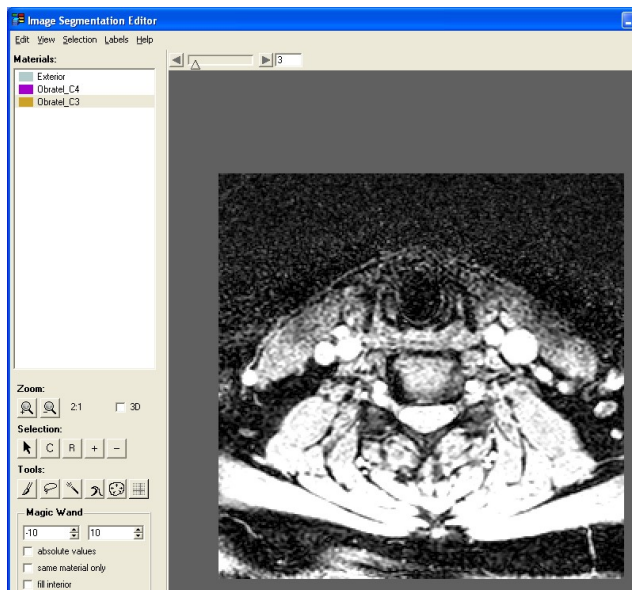 Image Segmentation Editor
Edit View Selection Labels Help
Materials:
3
Exterior
Obratel_C4
Obratel_C3
Zoom:
2:1
3D
Selection:
C R + −
Tools:
Magic Wand
-10 10
absolute values
same material only
fill interior